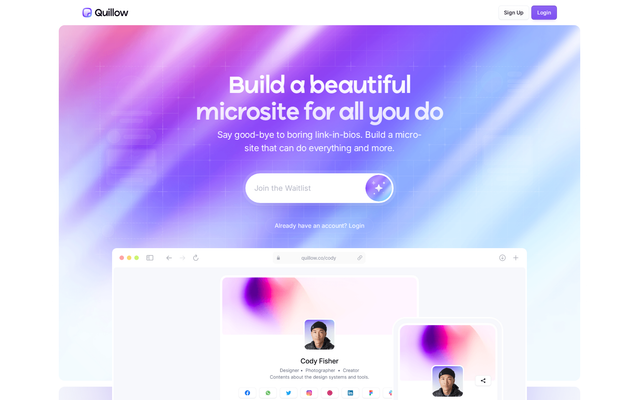 Quillow
Sign Up
Login
Build a beautiful
microsite for all you do
Say good-bye to boring link-in-bios. Build a micro-
site that can do everything and more.
Join the Waitlist
Already have an account? Login
quillow.co/cody
Cody Fisher
Designer • Photographer • Creator
Contents about the design systems and tools.